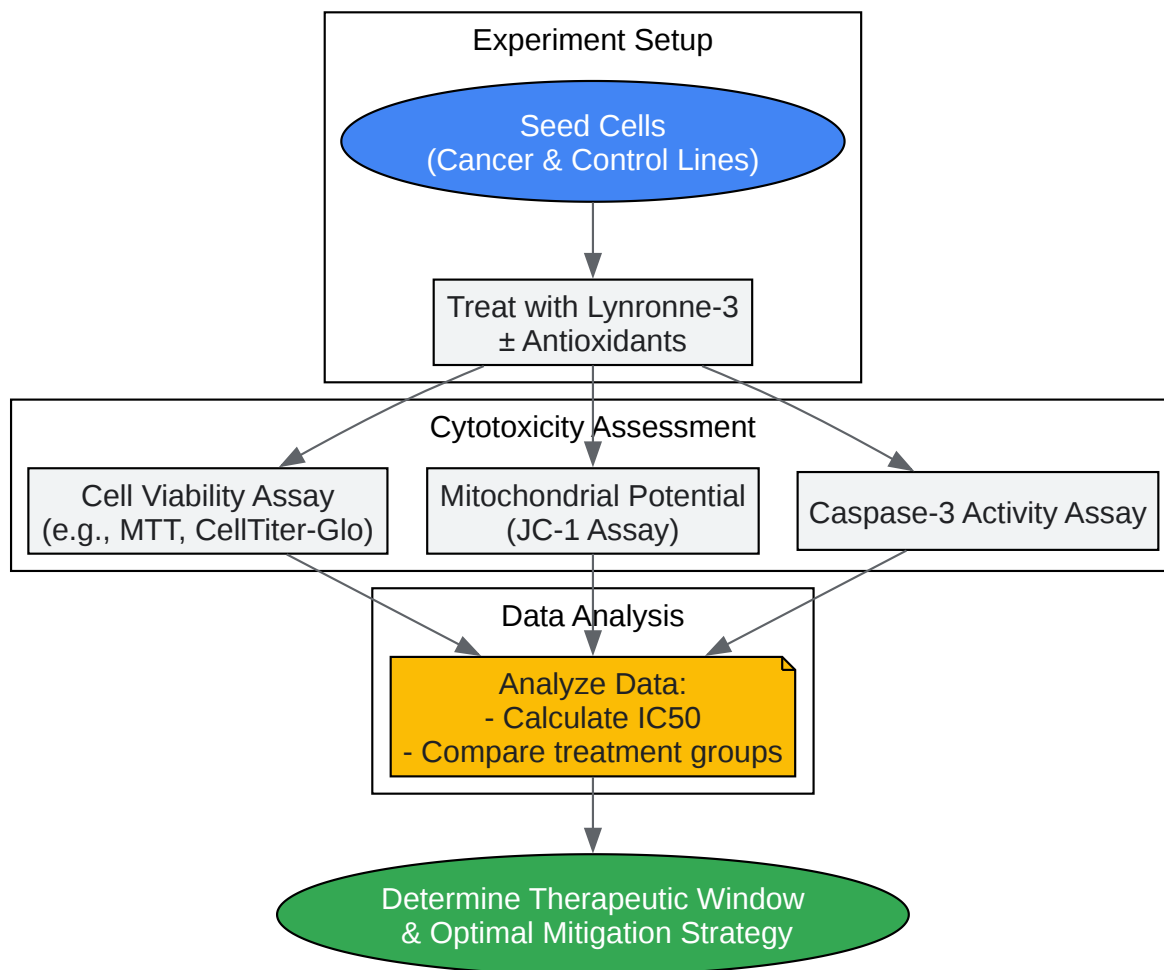 Experiment Setup
Seed Cells
(Cancer & Control Lines)
Treat with Lynronne-3
± Antioxidants
Cytotoxicity Assessment
Cell Viability Assay
(e.g., MTT, CellTiter-Glo)
Mitochondrial Potential
(JC-1 Assay)
Caspase-3 Activity Assay
Data Analysis
Analyze Data:
- Calculate IC50
- Compare treatment groups
Determine Therapeutic Window
& Optimal Mitigation Strategy